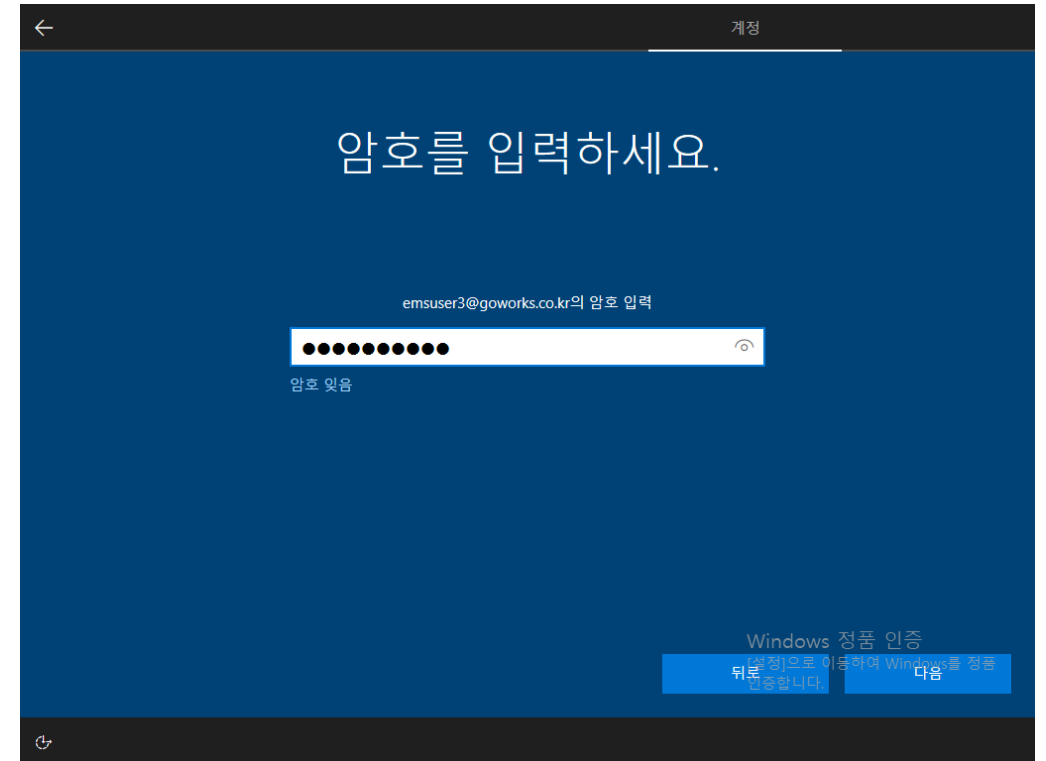 계정
암호를 입력하세요.
emsuser3@goworks.co.kr의 암호 입력
암호 잊음
Windows 정품 인증
[설정]으로 이동하여 Windows를 정품
인증합니다.
뒤로
다음